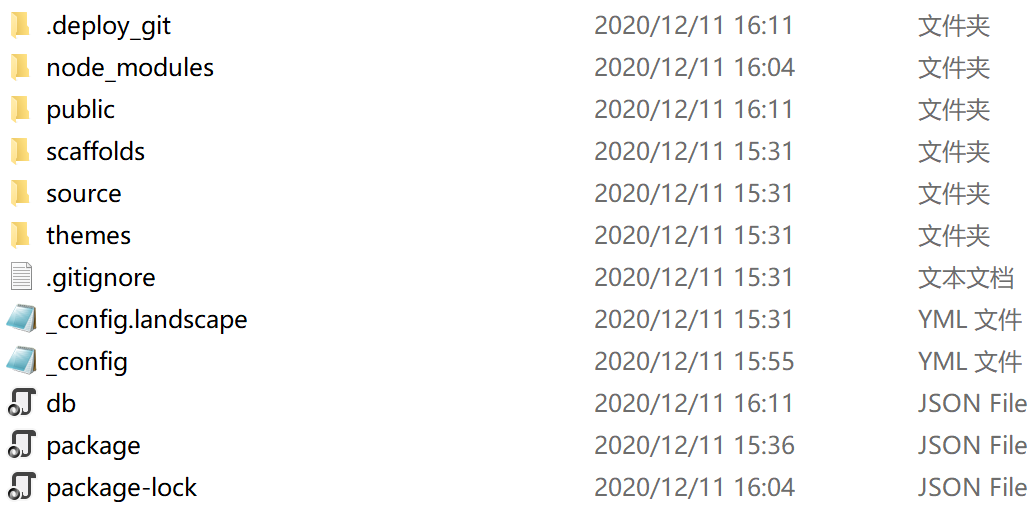 .deploy_git 2020/12/11 16:11 文件夹
node_modules 2020/12/11 16:04 文件夹
public 2020/12/11 16:11 文件夹
scaffolds 2020/12/11 15:31 文件夹
source 2020/12/11 15:31 文件夹
themes 2020/12/11 15:31 文件夹
.gitignore 2020/12/11 15:31 文本文档
_config.landscape 2020/12/11 15:31 YML 文件
_config 2020/12/11 15:55 YML 文件
db 2020/12/11 16:11 JSON File
package 2020/12/11 15:36 JSON File
package-lock 2020/12/11 16:04 JSON File